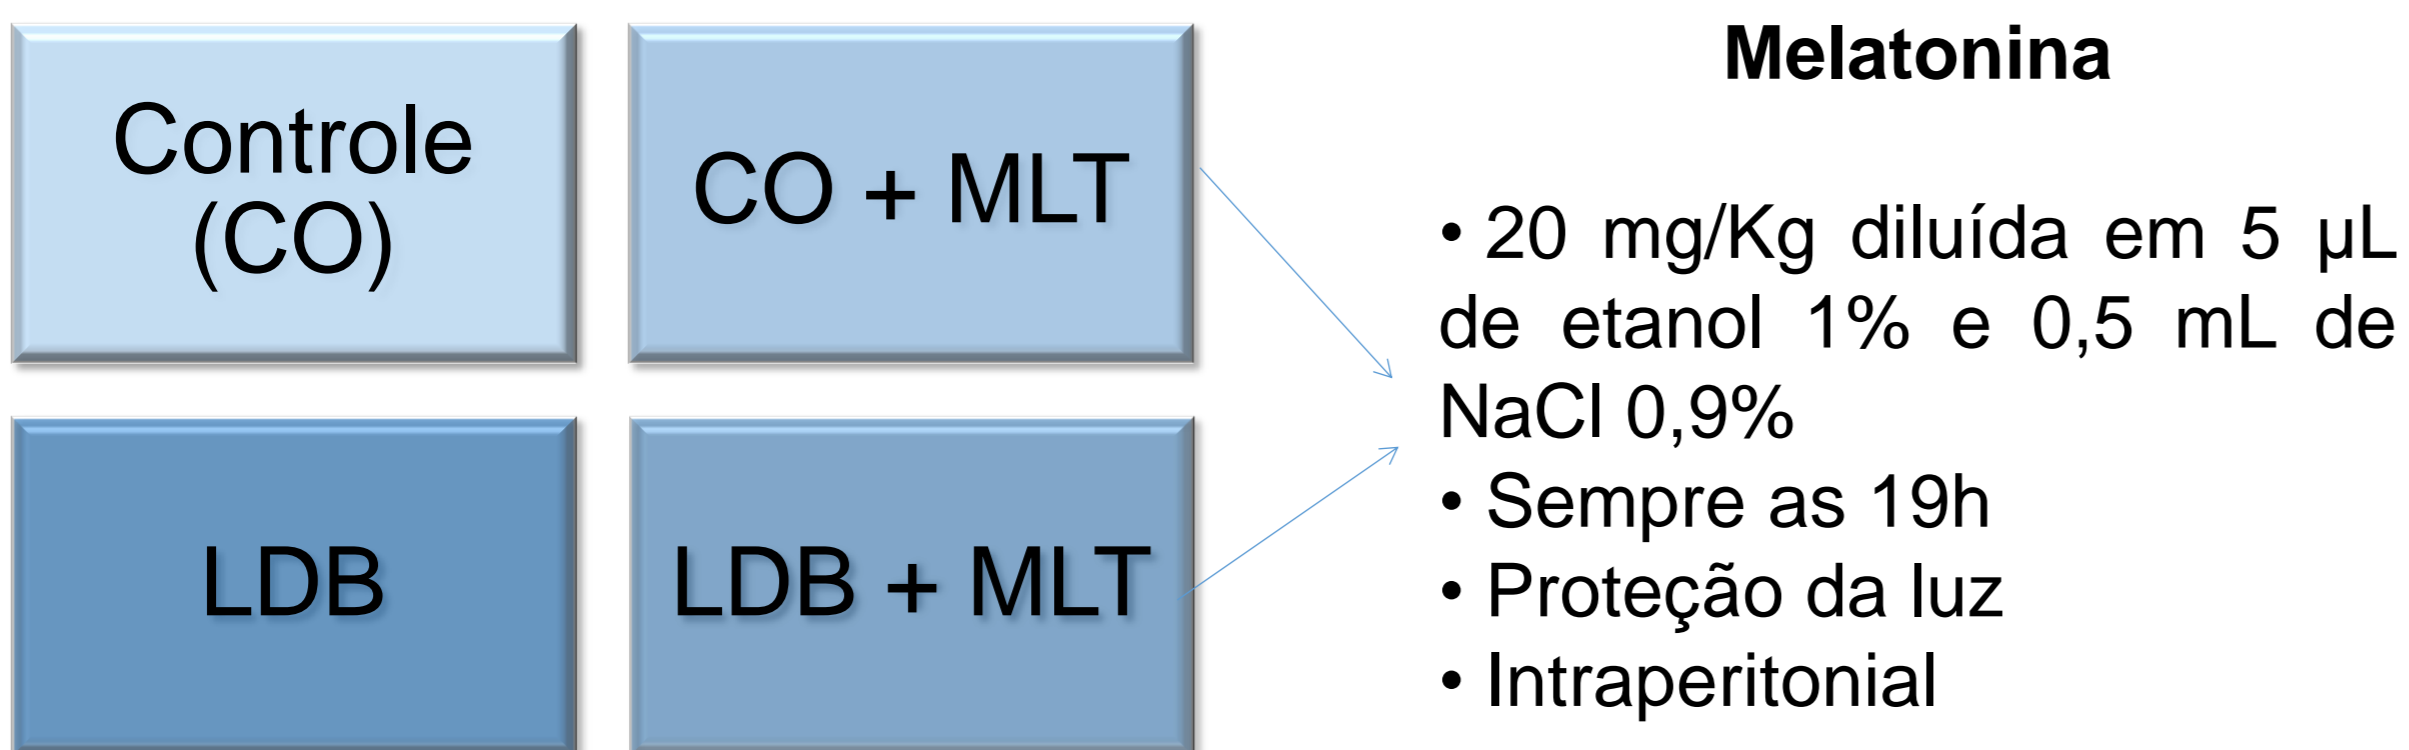 Controle
(CO)
CO + MLT
LDB
LDB + MLT
Melatonina
• 20 mg/Kg diluída em 5 µL
de etanol 1% e 0,5 mL de
NaCl 0,9%
• Sempre as 19h
• Proteção da luz
• Intraperitonial